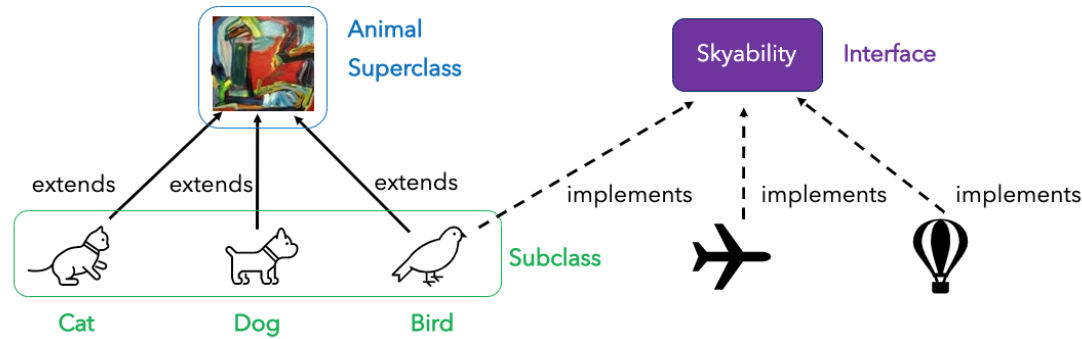 Animal
Superclass
Skyability
Interface
extends
extends
extends
implements
implements
implements
Subclass
Cat
Dog
Bird